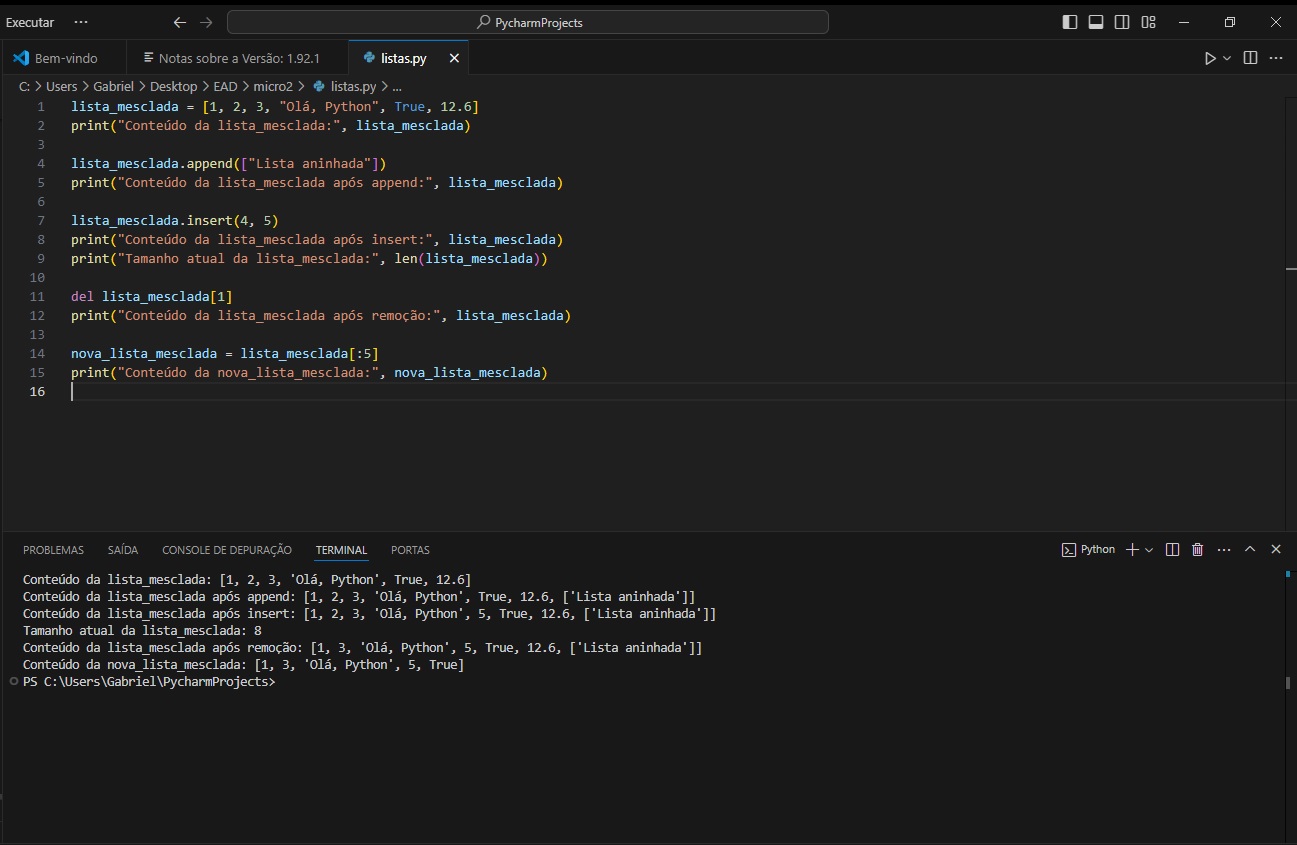 Executar ··· PycharmProjects
Bem-vindo Notas sobre a Versão: 1.92.1 listas.py
C: > Users > Gabriel > Desktop > EAD > micro2 > listas.py > ...
1 lista_mesclada = [1, 2, 3, "Olá, Python", True, 12.6]
2 print("Conteúdo da lista_mesclada:", lista_mesclada)
3
4 lista_mesclada.append(["Lista aninhada"])
5 print("Conteúdo da lista_mesclada após append:", lista_mesclada)
6
7 lista_mesclada.insert(4, 5)
8 print("Conteúdo da lista_mesclada após insert:", lista_mesclada)
9 print("Tamanho atual da lista_mesclada:", len(lista_mesclada))
10
11 del lista_mesclada[1]
12 print("Conteúdo da lista_mesclada após remoção:", lista_mesclada)
13
14 nova_lista_mesclada = lista_mesclada[:5]
15 print("Conteúdo da nova_lista_mesclada:", nova_lista_mesclada)
16
PROBLEMAS SAÍDA CONSOLE DE DEPURAÇÃO TERMINAL PORTAS Python
Conteúdo da lista_mesclada: [1, 2, 3, 'Olá, Python', True, 12.6]
Conteúdo da lista_mesclada após append: [1, 2, 3, 'Olá, Python', True, 12.6, ['Lista aninhada']]
Conteúdo da lista_mesclada após insert: [1, 2, 3, 'Olá, Python', 5, True, 12.6, ['Lista aninhada']]
Tamanho atual da lista_mesclada: 8
Conteúdo da lista_mesclada após remoção: [1, 3, 'Olá, Python', 5, True, 12.6, ['Lista aninhada']]
Conteúdo da nova_lista_mesclada: [1, 3, 'Olá, Python', 5, True]
PS C:\Users\Gabriel\PycharmProjects>